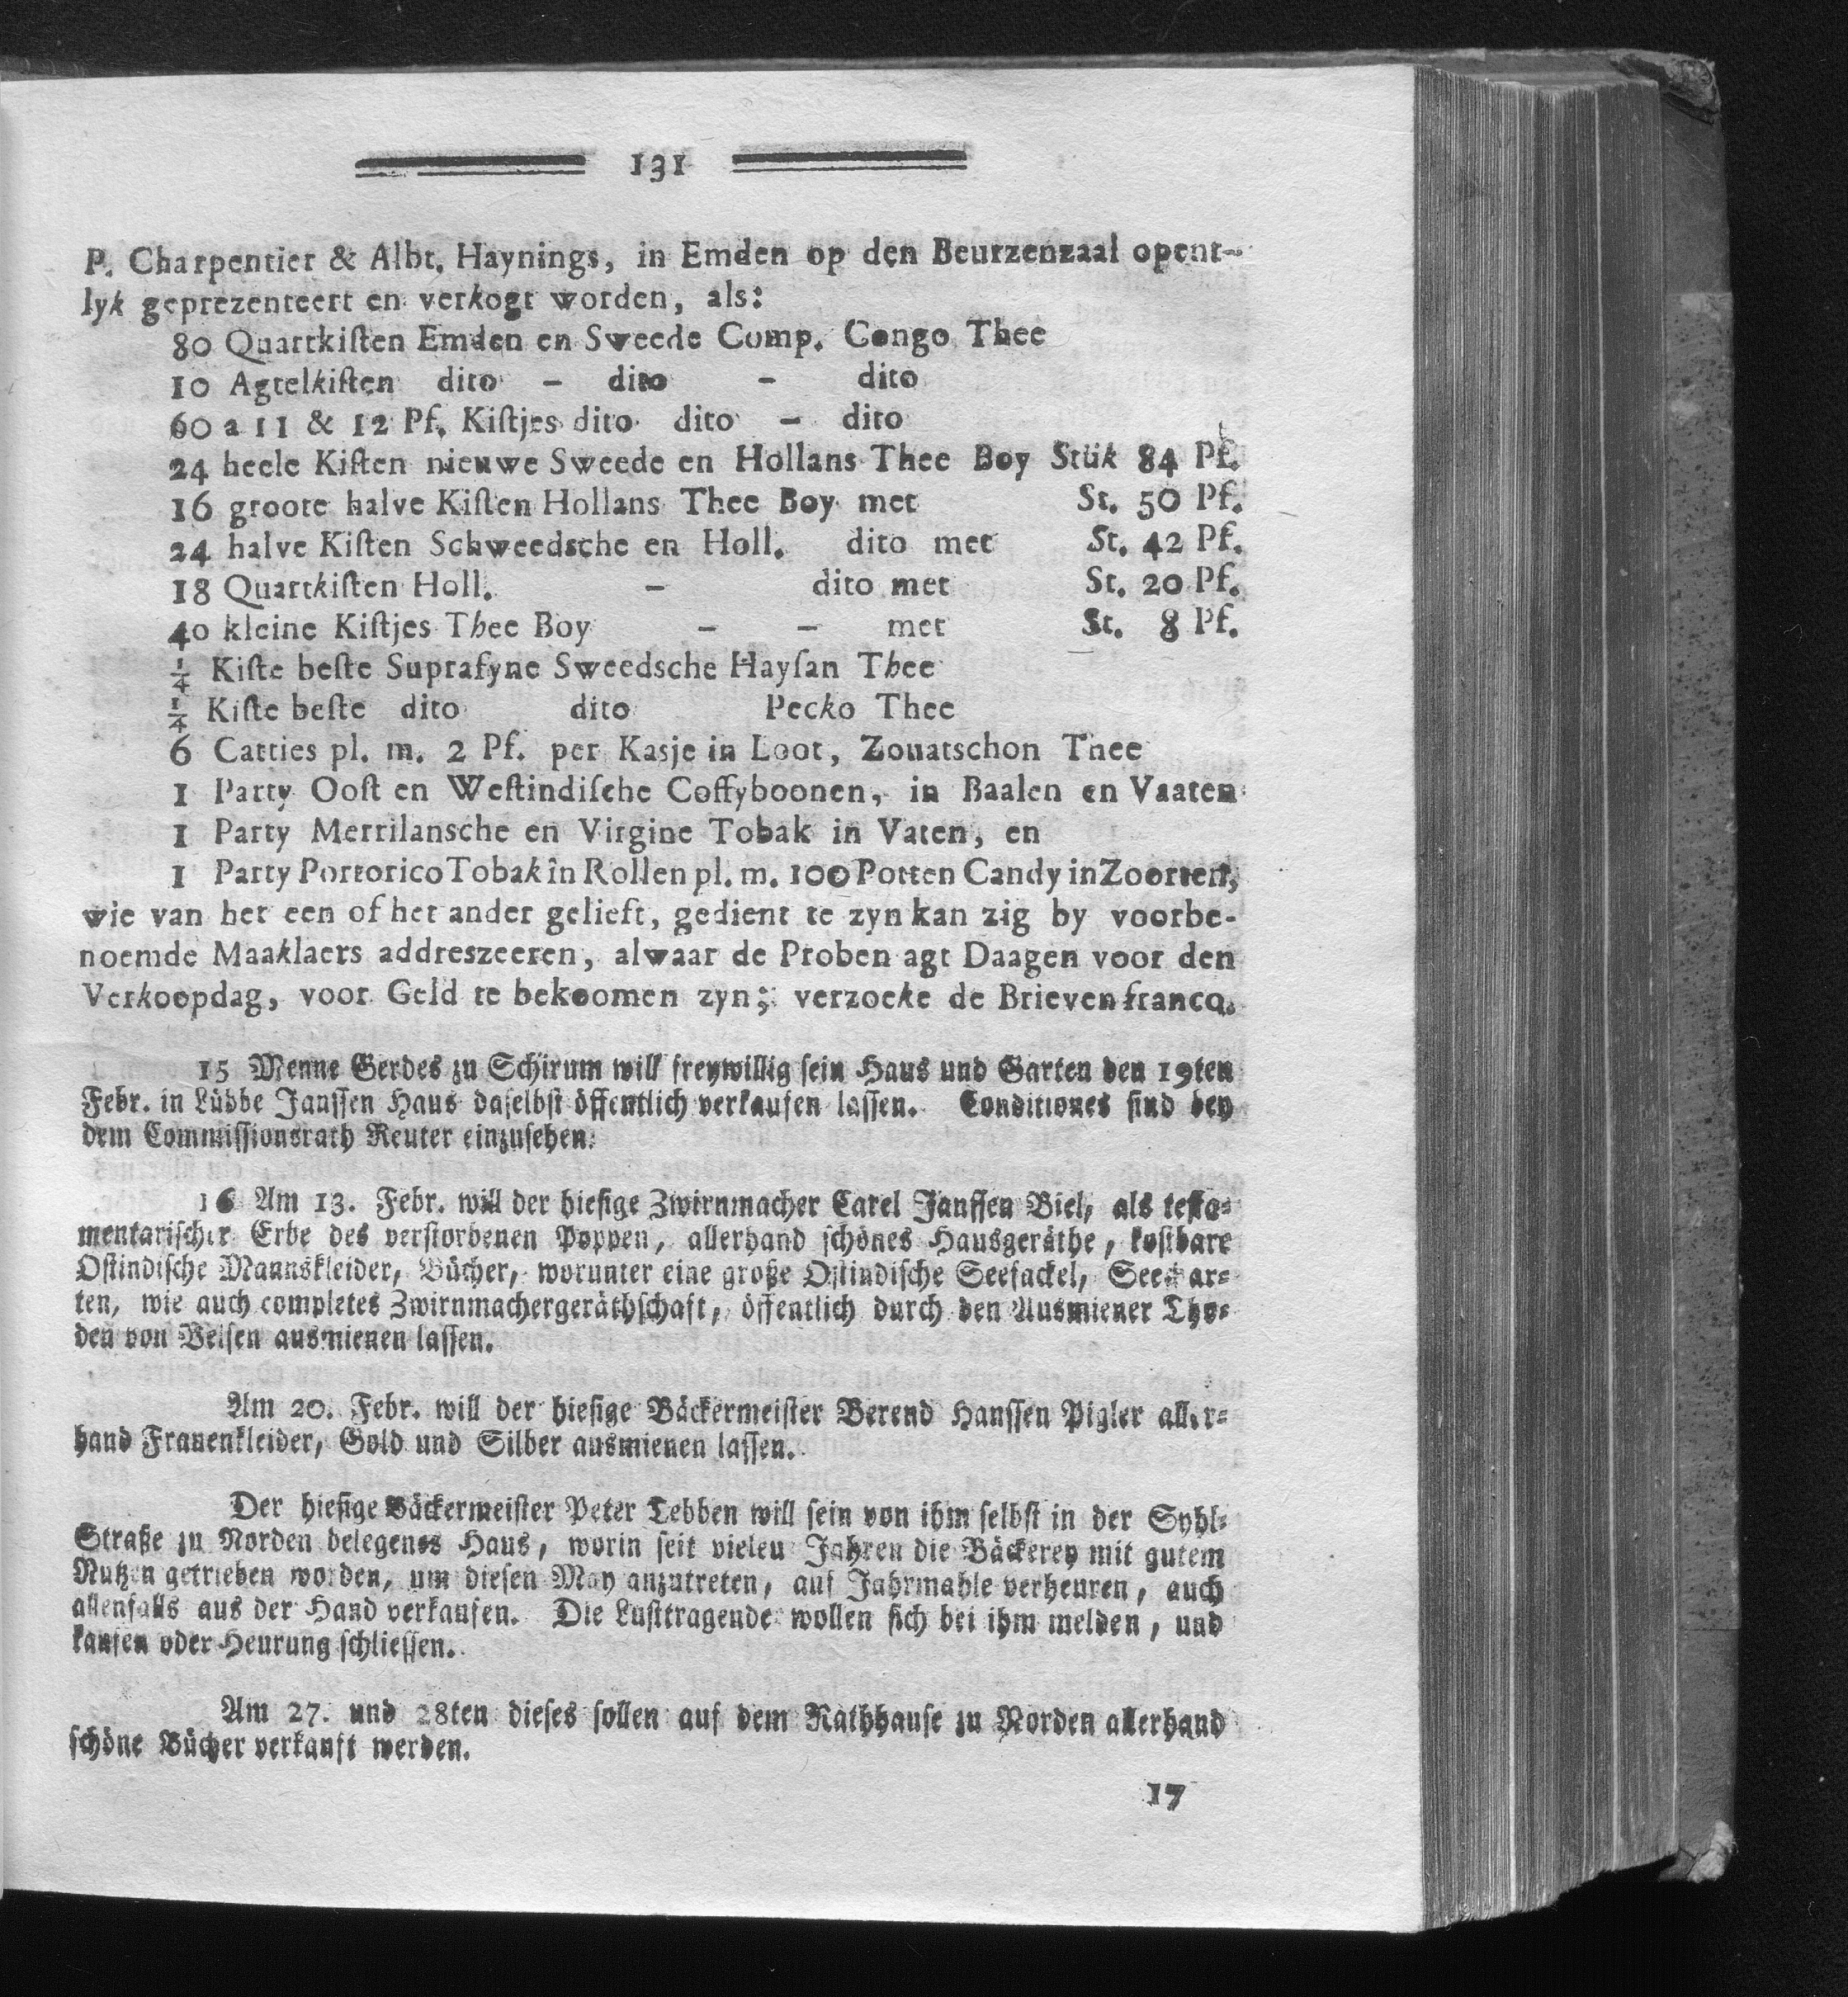 131
P. Charpentier & Albt. Haynings, in Emden op den Beurzenzaal opent-
lyk geprezenteert en verkogt worden, als:
80 Quartkiſten Emden en Sweede Comp. Congo Thee
10 Agtelkiſten dito – dito – dito
60 a 11 & 12 Pf. Kiſtjes dito dito – dito
24 heele Kiſten nieuwe Sweede en Hollans Thee Boy Stük 84 Pf.
16 groote halve Kiſten Hollans Thee Boy met St. 50 Pf.
24 halve Kiſten Schweedsche en Holl. dito met St. 42 Pf.
18 Quartkiſten Holl. – dito met St. 20 Pf.
40 kleine Kiſtjes Thee Boy – – met St. 8 Pf.
¼ Kiſte beſte Suprafyne Sweedsche Hayſan Thee
¼ Kiſte beſte dito dito Pecko Thee
6 Catties pl. m. 2 Pf. per Kasje in Loot, Zouatschon Thee
1 Party Ooſt en Weſtindiſche Coffyboonen, in Baalen en Vaaten
1 Party Merrilansche en Virgine Tobak in Vaten, en
1 Party Portorico Tobak in Rollen pl. m. 100 Potten Candy in Zoorten,
wie van het een of het ander gelieft, gedient te zyn kan zig by voorbe-
noemde Maaklaers addreszeeren, alwaar de Proben agt Daagen voor den
Verkoopdag, voor Geld te bekoomen zyn; verzoeke de Brieven franco.
15 Menne Gerdes zu Schirum will freywillig ſein Haus und Garten den 19ten
Febr. in Lübbe Janſſen Haus daſelbſt öffentlich verkaufen laſſen. Conditiones ſind bey
dem Commiſſionsrath Reuter einzuſehen.
16 Am 13. Febr. will der hieſige Zwirnmacher Carel Janſſen Biel, als teſta-
mentariſcher Erbe des verſtorbenen Poppen, allerhand ſchönes Hausgeräthe, koſtbare
Oſtindiſche Mannskleider, Bücher, worunter eine große Oſtindiſche Seefackel, Seekar-
ten, wie auch completes Zwirnmachergeräthſchaft, öffentlich durch den Ausmiener Tho-
den von Velſen ausmienen laſſen.
Am 20. Febr. will der hieſige Bäckermeiſter Berend Hanſſen Pigler aller-
hand Frauenkleider, Gold und Silber ausmienen laſſen.
Der hieſige Bäckermeiſter Peter Tebben will ſein von ihm ſelbſt in der Syhl-
Straße zu Norden belegenes Haus, worin ſeit vielen Jahren die Bäckerey mit gutem
Nutzen getrieben worden, um dieſen May anzutreten, auf Jahrmahle verheuren, auch
allenfalls aus der Hand verkaufen. Die Luſttragende wollen ſich bei ihm melden, und
kaufen oder Heurung ſchlieſſen.
Am 27. und 28ten dieſes ſollen auf dem Rathhauſe zu Norden allerhand
ſchöne Bücher verkauft werden.
17